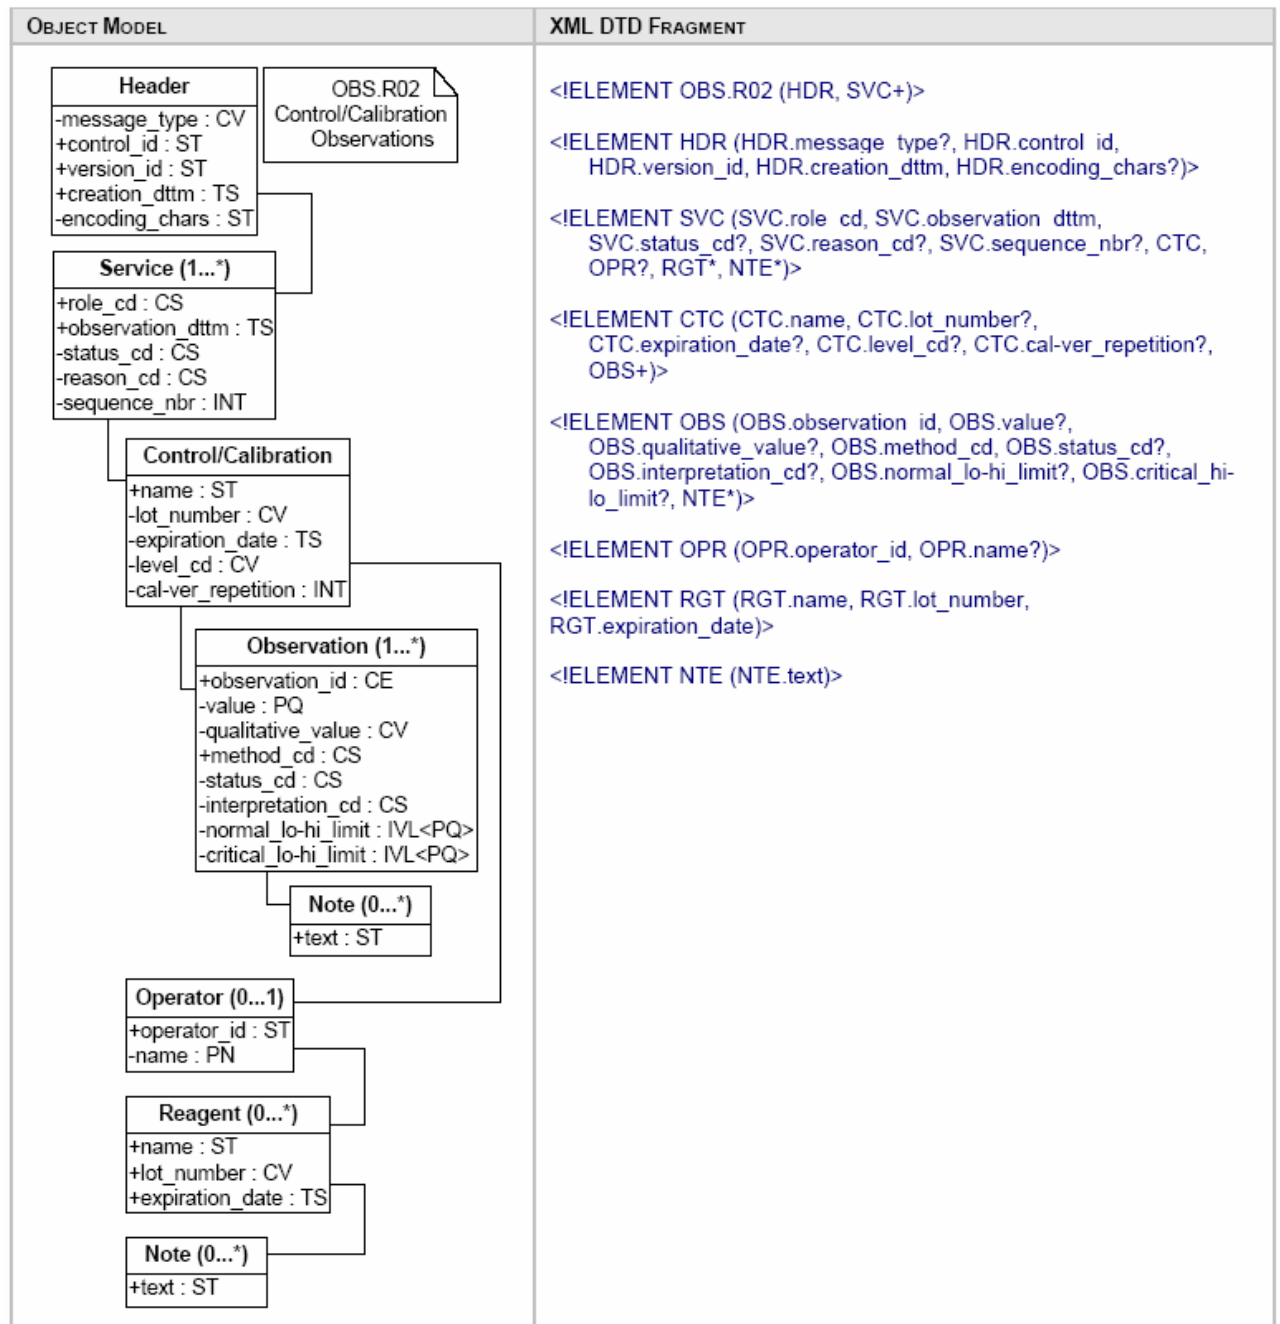 OBJECT MODEL
XML DTD FRAGMENT
Header
-message_type : CV
+control_id : ST
+version_id : ST
+creation_dttm : TS
-encoding_chars : ST
OBS.R02
Control/Calibration
Observations
Service (1...*)
+role_cd : CS
+observation_dttm : TS
-status_cd : CS
-reason_cd : CS
-sequence_nbr : INT
Control/Calibration
+name : ST
-lot_number : CV
-expiration_date : TS
-level_cd : CV
-cal-ver_repetition : INT
Observation (1...*)
+observation_id : CE
-value : PQ
-qualitative_value : CV
+method_cd : CS
-status_cd : CS
-interpretation_cd : CS
-normal_lo-hi_limit : IVL<PQ>
-critical_lo-hi_limit : IVL<PQ>
Note (0...*)
+text : ST
Operator (0...1)
+operator_id : ST
-name : PN
Reagent (0...*)
+name : ST
+lot_number : CV
+expiration_date : TS
Note (0...*)
+text : ST
<!ELEMENT OBS.R02 (HDR, SVC+)>
<!ELEMENT HDR (HDR.message_type?, HDR.control_id,
HDR.version_id, HDR.creation_dttm, HDR.encoding_chars?)>
<!ELEMENT SVC (SVC.role_cd, SVC.observation_dttm,
SVC.status_cd?, SVC.reason_cd?, SVC.sequence_nbr?, CTC,
OPR?, RGT*, NTE*)>
<!ELEMENT CTC (CTC.name, CTC.lot_number?,
CTC.expiration_date?, CTC.level_cd?, CTC.cal-ver_repetition?,
OBS+)>
<!ELEMENT OBS (OBS.observation_id, OBS.value?,
OBS.qualitative_value?, OBS.method_cd, OBS.status_cd?,
OBS.interpretation_cd?, OBS.normal_lo-hi_limit?, OBS.critical_hi-
lo_limit?, NTE*)>
<!ELEMENT OPR (OPR.operator_id, OPR.name?)>
<!ELEMENT RGT (RGT.name, RGT.lot_number,
RGT.expiration_date)>
<!ELEMENT NTE (NTE.text)>